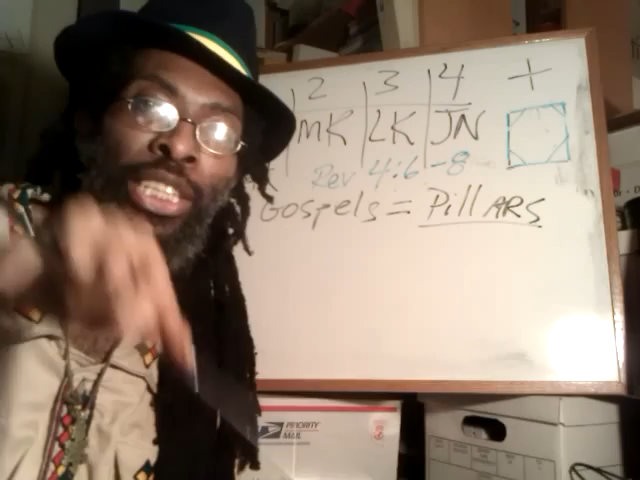 2 3 4 +
MK LK JN
Rev 4:6-8
Gospels = PillARS
PRIORITY
MAIL